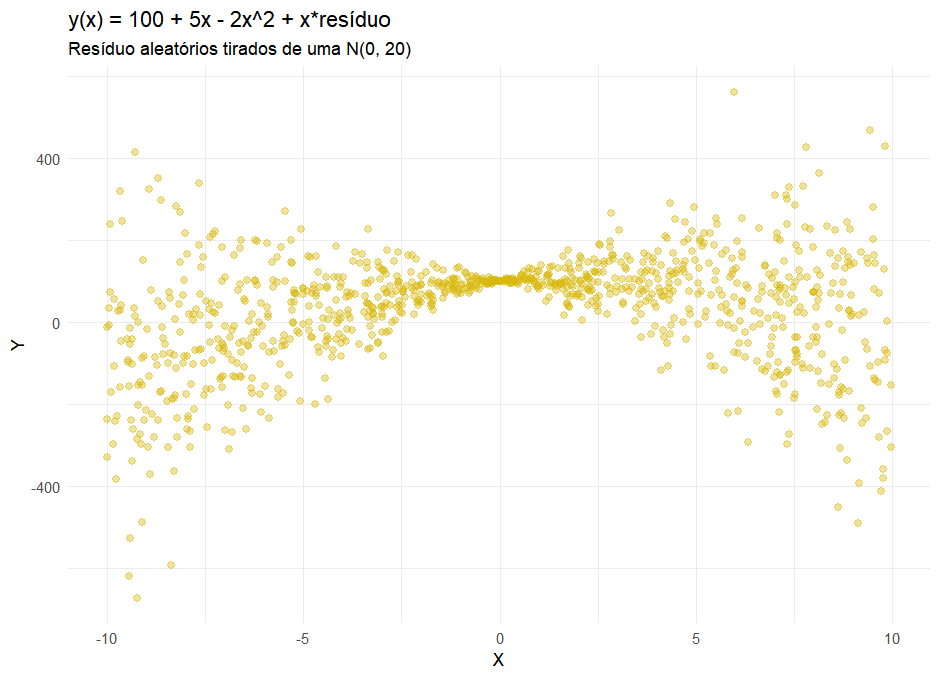 y(x) = 100 + 5x - 2x^2 + x*resíduo
Resíduo aleatórios tirados de uma N(0, 20)
400
0
-400
Y
-10
-5
0
5
10
X